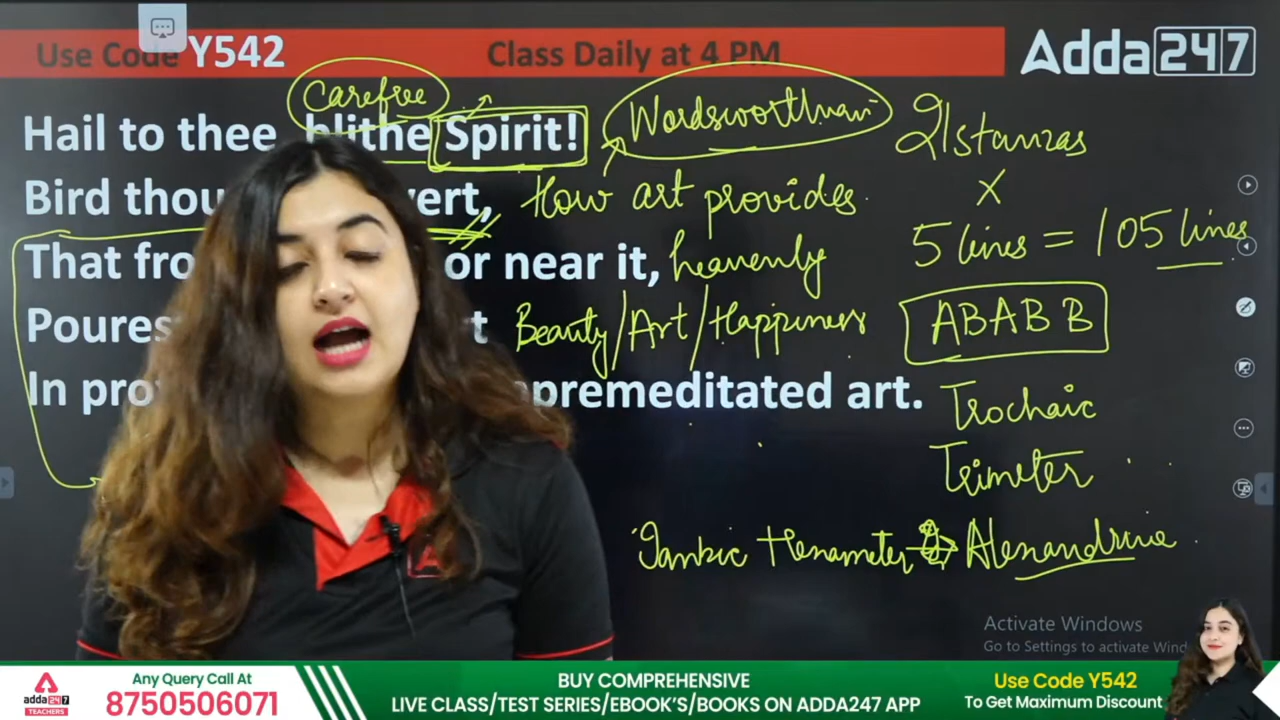 Use Code Y542
Class Daily at 4 PM
Adda247
Carefree
Wordsworthian
Hail to thee blithe Spirit!
21 stanzas
X
Bird thou vert,
How art provides
5 lines = 105 lines
That fro or near it,
heavenly
Poures t
Beauty/Art/Happiness
ABAB B
In pro npremeditated art.
Trochaic
Trimeter
Iambic Hexameter
Alexandrine
A
Activate Windows
Go to Settings to activate Wind
adda247
TEACHERS
Any Query Call At
8750506071
BUY COMPREHENSIVE
LIVE CLASS/TEST SERIES/EBOOK'S/BOOKS ON ADDA247 APP
Use Code Y542
To Get Maximum Discount